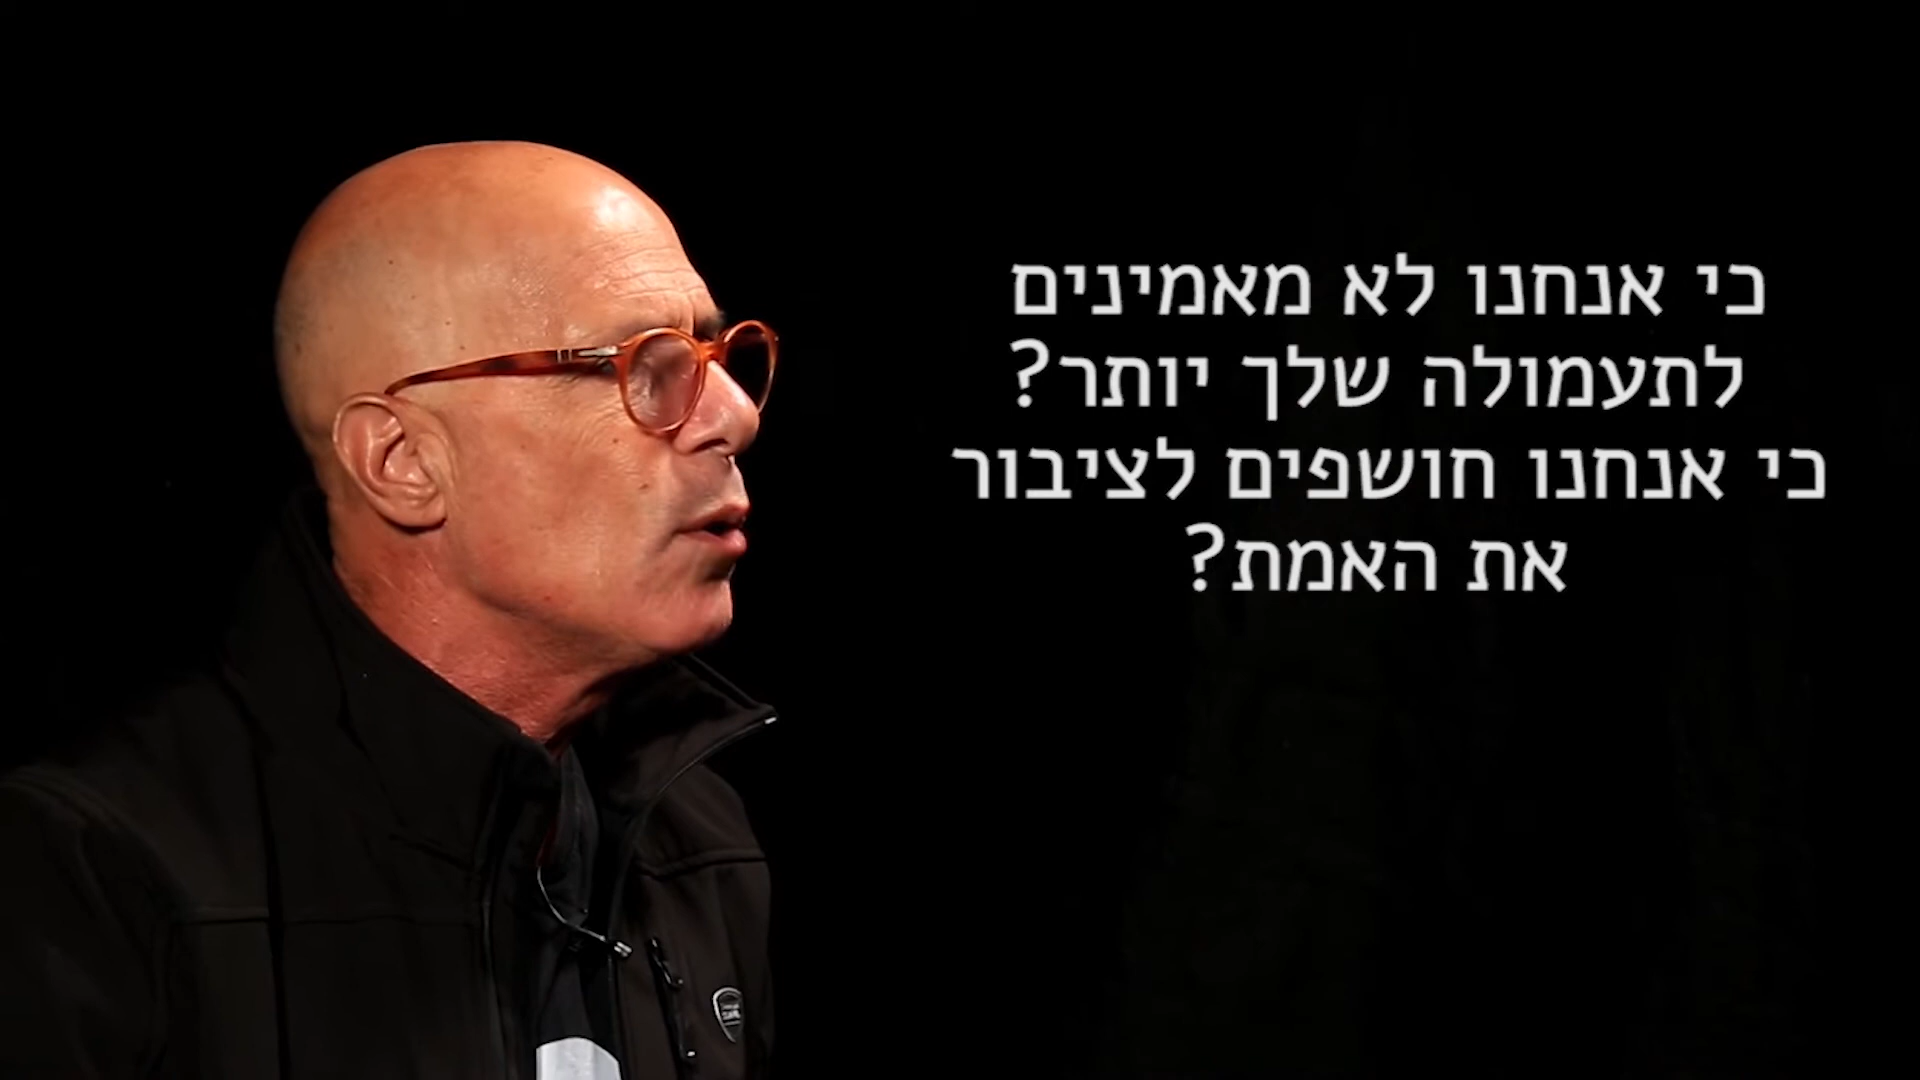 כי אנחנו לא מאמינים
לתעמולה שלך יותר?
כי אנחנו חושפים לציבור
את האמת?